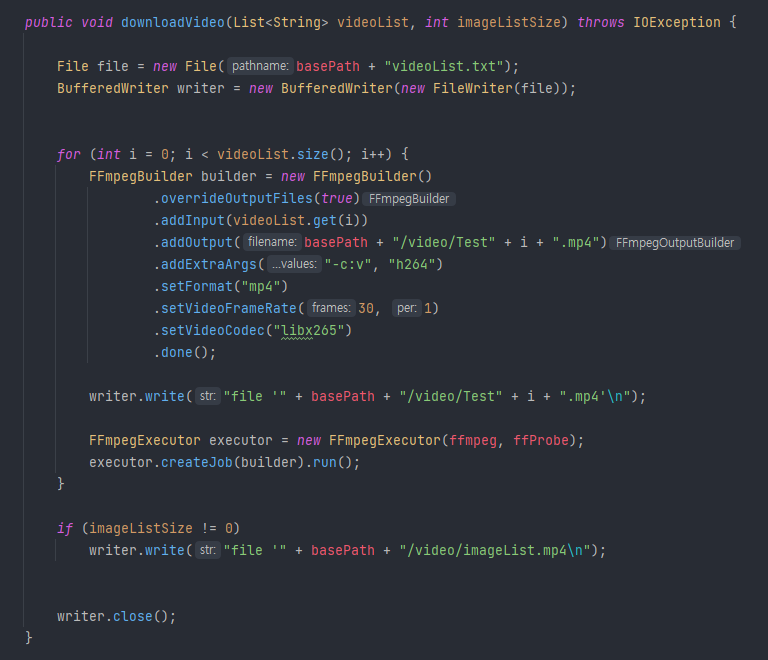 public void downloadVideo(List<String> videoList, int imageListSize) throws IOException {
File file = new File( pathname: basePath + "videoList.txt");
BufferedWriter writer = new BufferedWriter(new FileWriter(file));
for (int i = 0; i < videoList.size(); i++) {
FFmpegBuilder builder = new FFmpegBuilder()
.overrideOutputFiles(true) FFmpegBuilder
.addInput(videoList.get(i))
.addOutput( filename: basePath + "/video/Test" + i + ".mp4") FFmpegOutputBuilder
.addExtraArgs( ...values: "-c:v", "h264")
.setFormat("mp4")
.setVideoFrameRate( frames: 30, per: 1)
.setVideoCodec("libx265")
.done();
writer.write( str: "file '" + basePath + "/video/Test" + i + ".mp4'\n");
FFmpegExecutor executor = new FFmpegExecutor(ffmpeg, ffProbe);
executor.createJob(builder).run();
}
if (imageListSize != 0)
writer.write( str: "file '" + basePath + "/video/imageList.mp4\n");
writer.close();
}